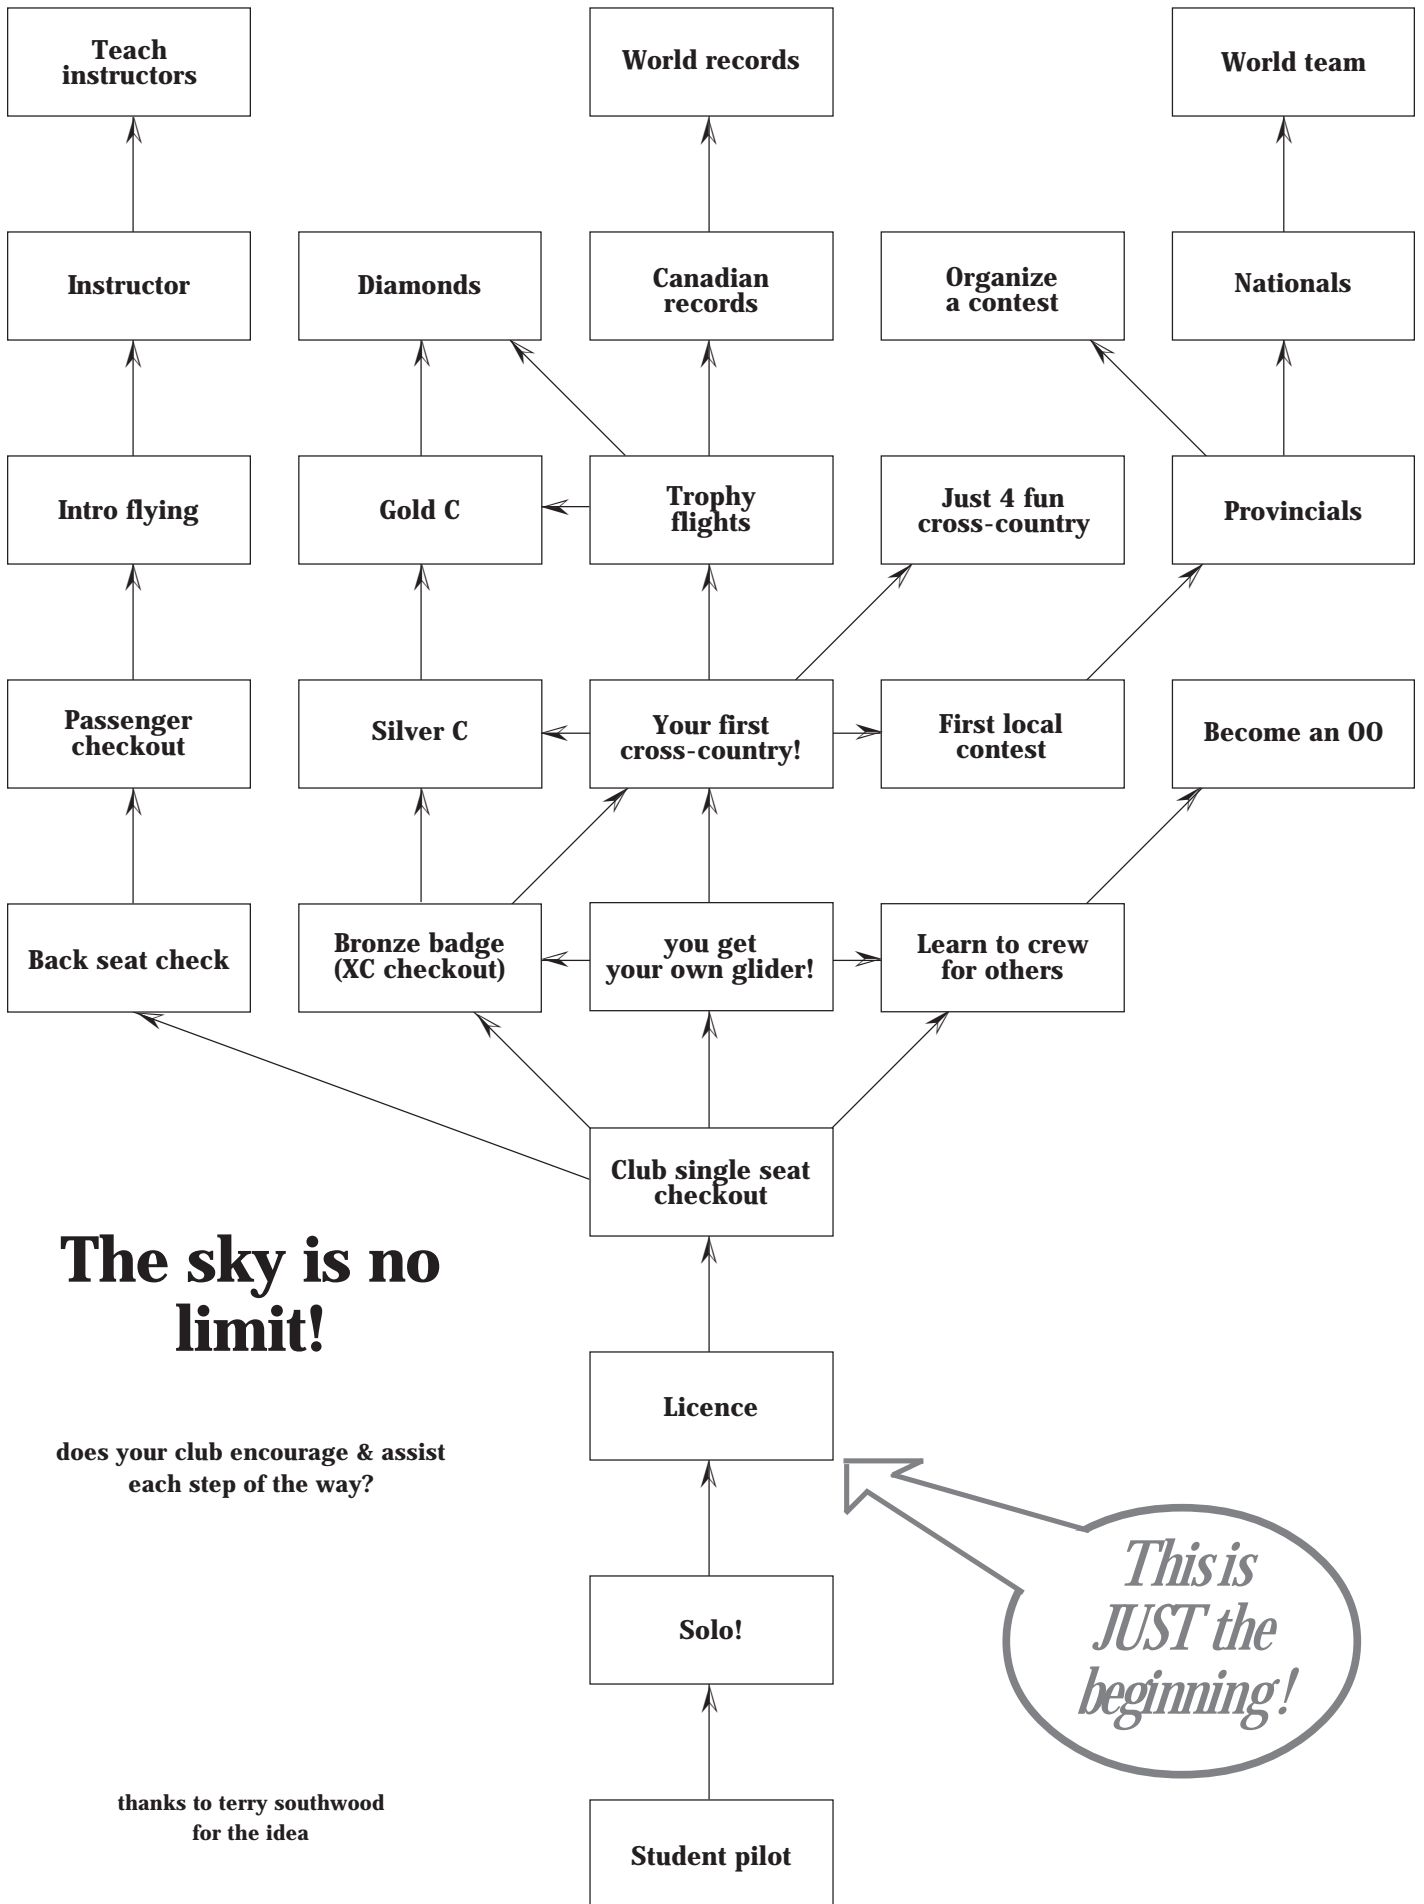 Teach
instructors
World records
World team
Instructor
Diamonds
Canadian
records
Organize
a contest
Nationals
Intro flying
Gold C
Trophy
flights
Just 4 fun
cross-country
Provincials
Passenger
checkout
Silver C
Your first
cross-country!
First local
contest
Become an OO
Back seat check
Bronze badge
(XC checkout)
you get
your own glider!
Learn to crew
for others
Club single seat
checkout
The sky is no
limit!
Licence
does your club encourage & assist
each step of the way?
This is
JUST the
beginning!
Solo!
thanks to terry southwood
for the idea
Student pilot